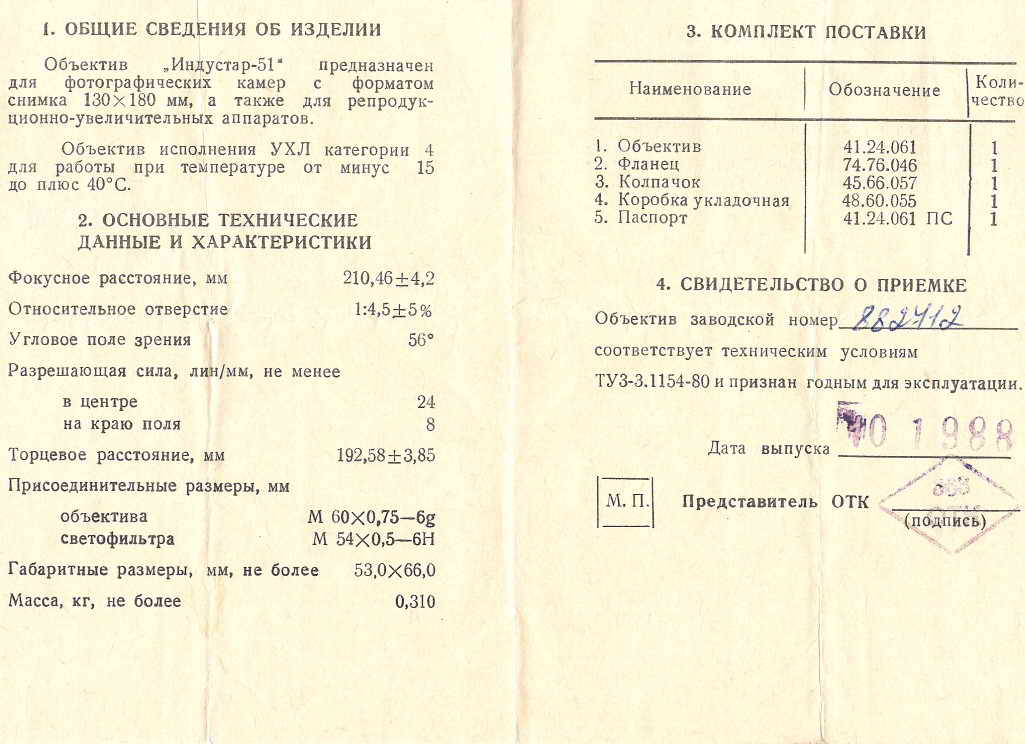 1. ОБЩИЕ СВЕДЕНИЯ ОБ ИЗДЕЛИИ
Объектив „Индустар-51“ предназначен
для фотографических камер с форматом
снимка 130×180 мм, а также для репродук-
ционно-увеличительных аппаратов.
Объектив исполнения УХЛ категории 4
для работы при температуре от минус 15
до плюс 40°С.
2. ОСНОВНЫЕ ТЕХНИЧЕСКИЕ
ДАННЫЕ И ХАРАКТЕРИСТИКИ
Фокусное расстояние, мм 210,46±4,2
Относительное отверстие 1:4,5±5%
Угловое поле зрения 56°
Разрешающая сила, лин/мм, не менее
в центре 24
на краю поля 8
Торцевое расстояние, мм 192,58±3,85
Присоединительные размеры, мм
объектива М 60×0,75—6g
светофильтра М 54×0,5—6Н
Габаритные размеры, мм, не более 53,0×66,0
Масса, кг, не более 0,310
3. КОМПЛЕКТ ПОСТАВКИ
Наименование Обозначение Коли-
чество
1. Объектив 41.24.061 1
2. Фланец 74.76.046 1
3. Колпачок 45.66.057 1
4. Коробка укладочная 48.60.055 1
5. Паспорт 41.24.061 ПС 1
4. СВИДЕТЕЛЬСТВО О ПРИЕМКЕ
Объектив заводской номер 882712
соответствует техническим условиям
ТУ3-3.1154-80 и признан годным для эксплуатации.
Дата выпуска 1988
М. П. Представитель ОТК
ОТК
(подпись)